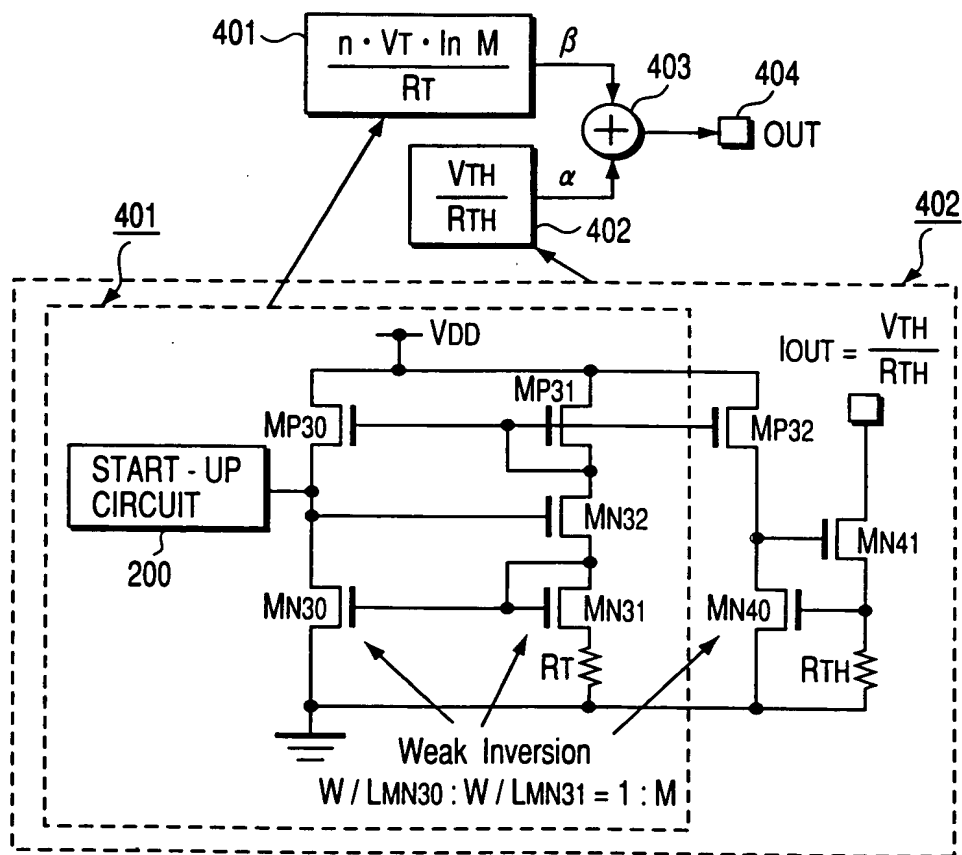 401
n · VT · ln M
RT
β
403
404
OUT
VTH
RTH
α
402
401
402
VDD
IOUT = VTH
RTH
MP30
MP31
MP32
START - UP
CIRCUIT
200
MN32
MN41
MN30
MN31
MN40
RT
RTH
Weak Inversion
W / LMN30 : W / LMN31 = 1 : M